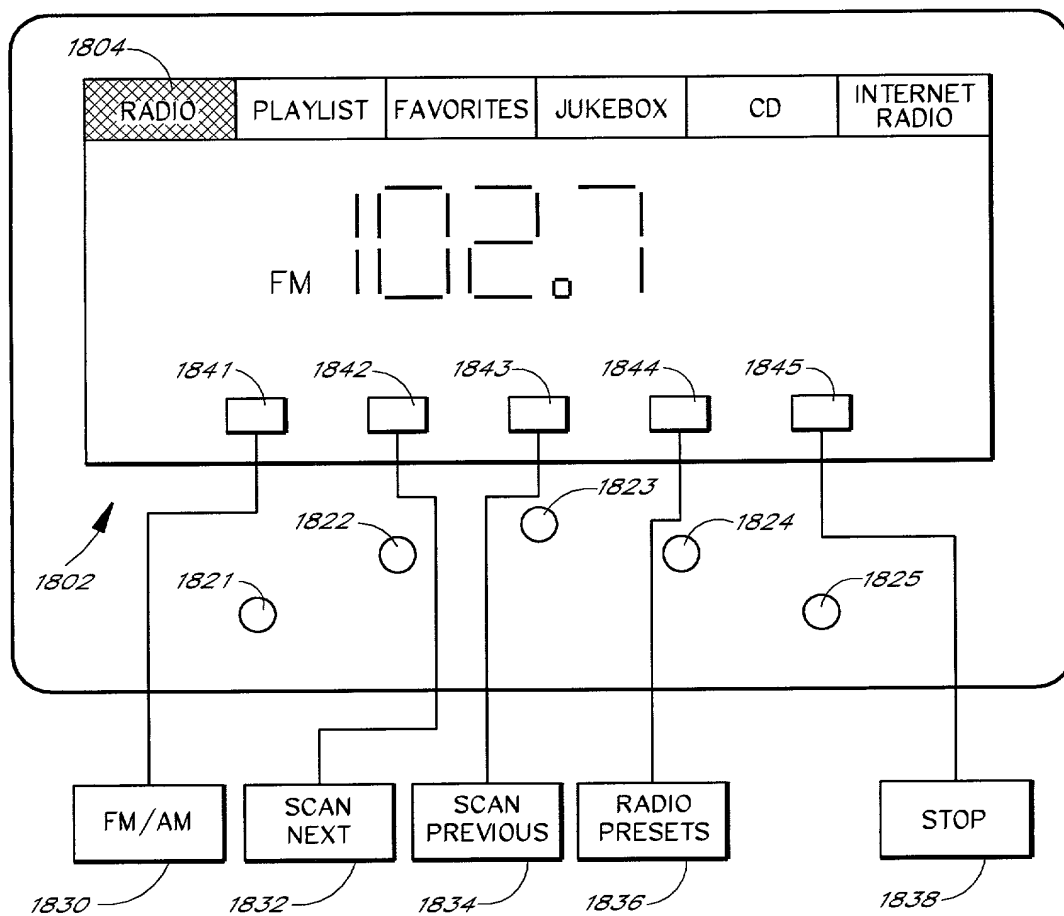 1804
RADIO PLAYLIST FAVORITES JUKEBOX CD INTERNET RADIO
FM 102.7
1841 1842 1843 1844 1845
1823
1822 1824
1802 1821 1825
FM/AM
SCAN NEXT
SCAN PREVIOUS
RADIO PRESETS
STOP
1830 1832 1834 1836 1838